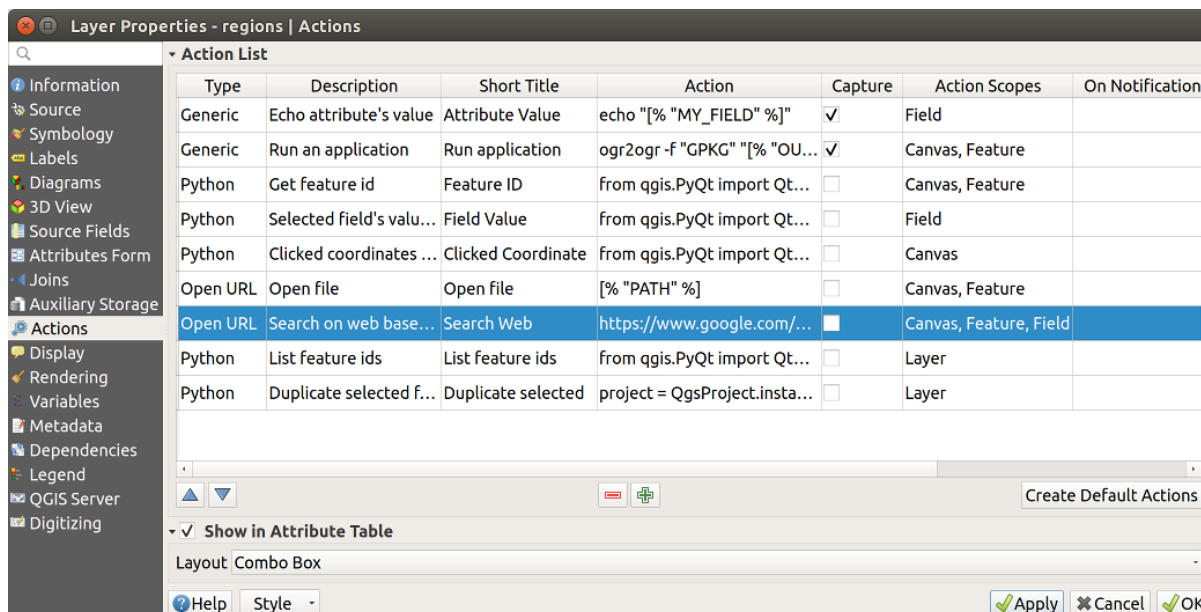 Layer Properties - regions | Actions
Information
Source
Symbology
Labels
Diagrams
3D View
Source Fields
Attributes Form
Joins
Auxiliary Storage
Actions
Display
Rendering
Variables
Metadata
Dependencies
Legend
QGIS Server
Digitizing
Action List
Type Description Short Title Action Capture Action Scopes On Notification
Generic Echo attribute's value Attribute Value echo "[% "MY_FIELD" %]" Field
Generic Run an application Run application ogr2ogr -f "GPKG" "[% "OU... Canvas, Feature
Python Get feature id Feature ID from qgis.PyQt import Qt... Canvas, Feature
Python Selected field's valu... Field Value from qgis.PyQt import Qt... Field
Python Clicked coordinates ... Clicked Coordinate from qgis.PyQt import Qt... Canvas
Open URL Open file Open file [% "PATH" %] Canvas, Feature
Open URL Search on web base... Search Web https://www.google.com/... Canvas, Feature, Field
Python List feature ids List feature ids from qgis.PyQt import Qt... Layer
Python Duplicate selected f... Duplicate selected project = QgsProject.insta... Layer
Create Default Actions
Show in Attribute Table
Layout Combo Box
Help Style Apply Cancel OK